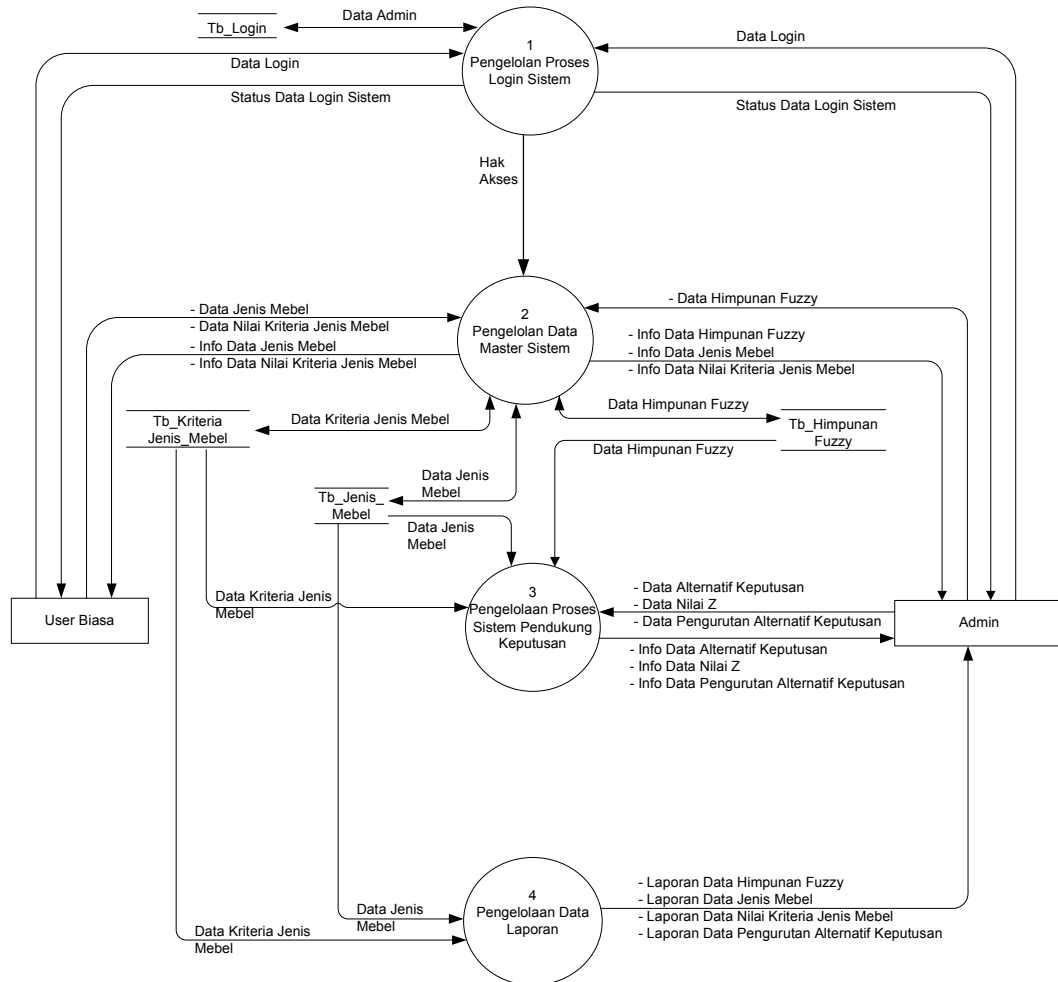 Data Admin
Tb_Login
Data Login
Status Data Login Sistem
1
Pengelolan Proses
Login Sistem
Data Login
Status Data Login Sistem
Hak
Akses
- Data Jenis Mebel
- Data Nilai Kriteria Jenis Mebel
- Info Data Jenis Mebel
- Info Data Nilai Kriteria Jenis Mebel
2
Pengelolan Data
Master Sistem
- Data Himpunan Fuzzy
- Info Data Himpunan Fuzzy
- Info Data Jenis Mebel
- Info Data Nilai Kriteria Jenis Mebel
Tb_Kriteria
Jenis_Mebel
Data Kriteria Jenis Mebel
Data Himpunan Fuzzy
Tb_Himpunan
Fuzzy
Data Himpunan Fuzzy
Tb_Jenis_
Mebel
Data Jenis
Mebel
Data Jenis
Mebel
User Biasa
Data Kriteria Jenis
Mebel
3
Pengelolaan Proses
Sistem Pendukung
Keputusan
- Data Alternatif Keputusan
- Data Nilai Z
- Data Pengurutan Alternatif Keputusan
- Info Data Alternatif Keputusan
- Info Data Nilai Z
- Info Data Pengurutan Alternatif Keputusan
Admin
Data Jenis
Mebel
Data Kriteria Jenis
Mebel
4
Pengelolaan Data
Laporan
- Laporan Data Himpunan Fuzzy
- Laporan Data Jenis Mebel
- Laporan Data Nilai Kriteria Jenis Mebel
- Laporan Data Pengurutan Alternatif Keputusan